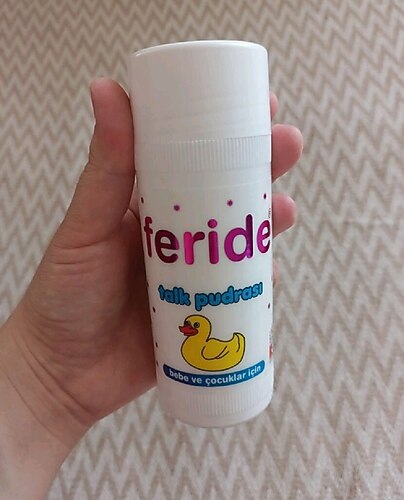 feride®
talk pudrası
bebe ve çocuklar için